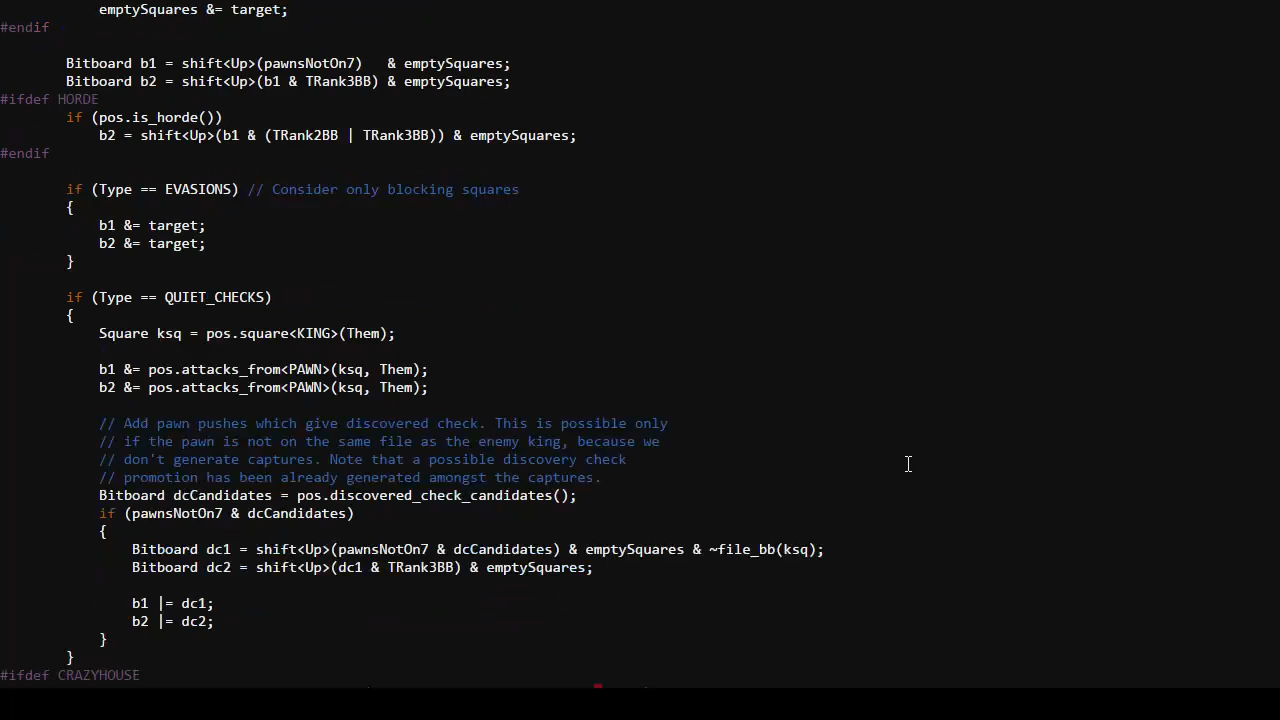 emptySquares &= target;
#endif
Bitboard b1 = shift<Up>(pawnsNotOn7)   & emptySquares;
Bitboard b2 = shift<Up>(b1 & TRank3BB) & emptySquares;
#ifdef HORDE
if (pos.is_horde())
b2 = shift<Up>(b1 & (TRank2BB | TRank3BB)) & emptySquares;
#endif
if (Type == EVASIONS) // Consider only blocking squares
{
b1 &= target;
b2 &= target;
}
if (Type == QUIET_CHECKS)
{
Square ksq = pos.square<KING>(Them);
b1 &= pos.attacks_from<PAWN>(ksq, Them);
b2 &= pos.attacks_from<PAWN>(ksq, Them);
// Add pawn pushes which give discovered check. This is possible only
// if the pawn is not on the same file as the enemy king, because we
// don't generate captures. Note that a possible discovery check
// promotion has been already generated amongst the captures.
Bitboard dcCandidates = pos.discovered_check_candidates();
if (pawnsNotOn7 & dcCandidates)
{
Bitboard dc1 = shift<Up>(pawnsNotOn7 & dcCandidates) & emptySquares & ~file_bb(ksq);
Bitboard dc2 = shift<Up>(dc1 & TRank3BB) & emptySquares;
b1 |= dc1;
b2 |= dc2;
}
}
#ifdef CRAZYHOUSE